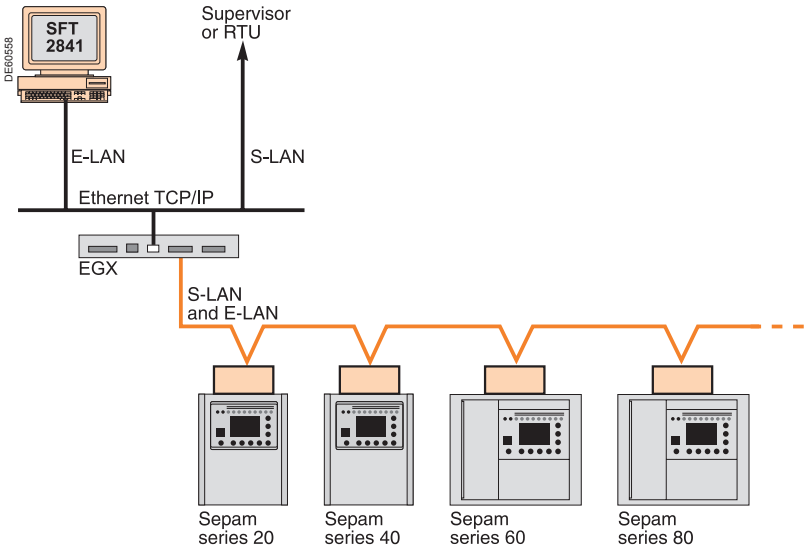 DE60558
SFT
2841
Supervisor
or RTU
E-LAN
S-LAN
Ethernet TCP/IP
EGX
S-LAN
and E-LAN
Sepam
series 20
Sepam
series 40
Sepam
series 60
Sepam
series 80